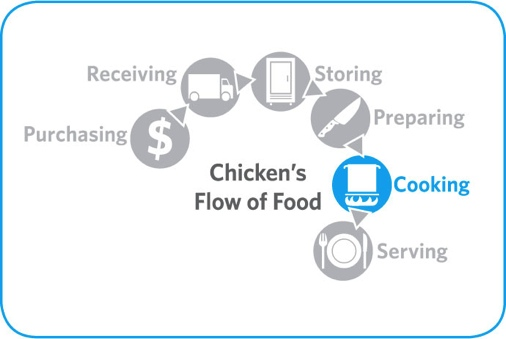 Receiving
Storing
Purchasing
$
Preparing
Chicken's
Flow of Food
Cooking
Serving